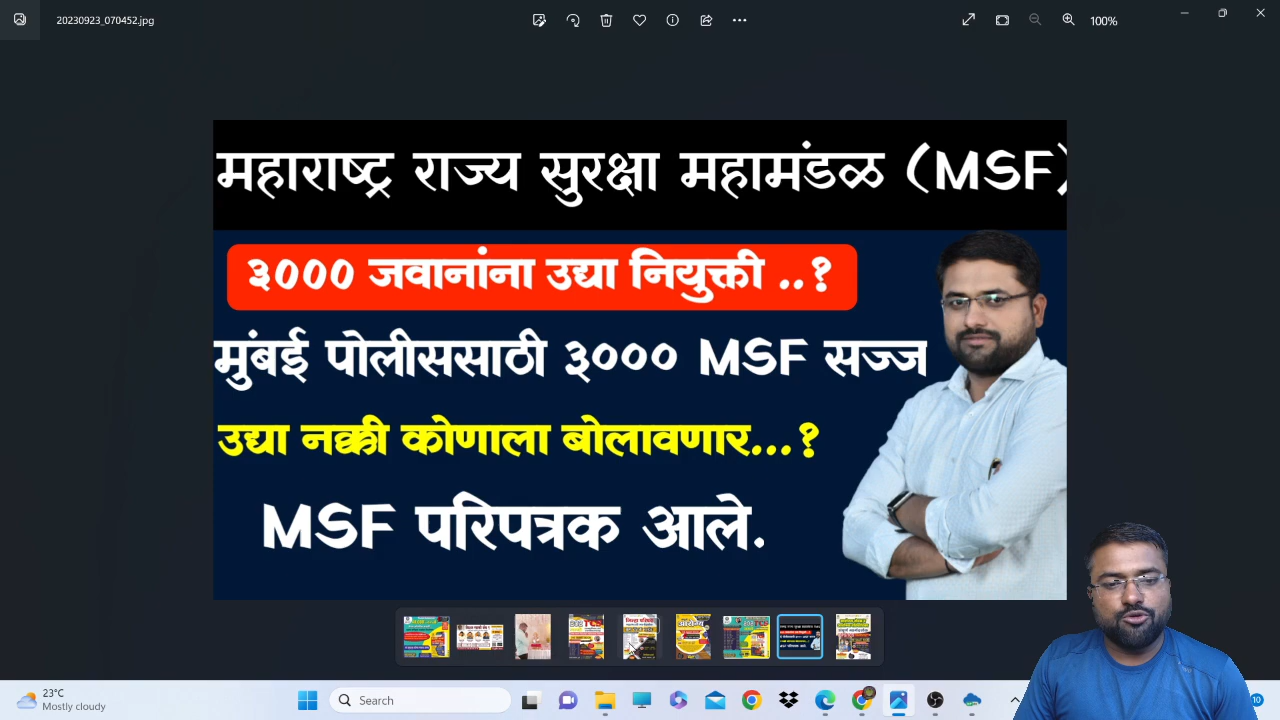 20230923_070452.jpg
100%
महाराष्ट्र राज्य सुरक्षा महामंडळ (MSF)
३००० जवानांना उद्या नियुक्ती ..?
मुंबई पोलीससाठी ३००० MSF सज्ज
उद्या नक्की कोणाला बोलावणार...?
MSF परिपत्रक आले.
23°C
Mostly cloudy
Search
10